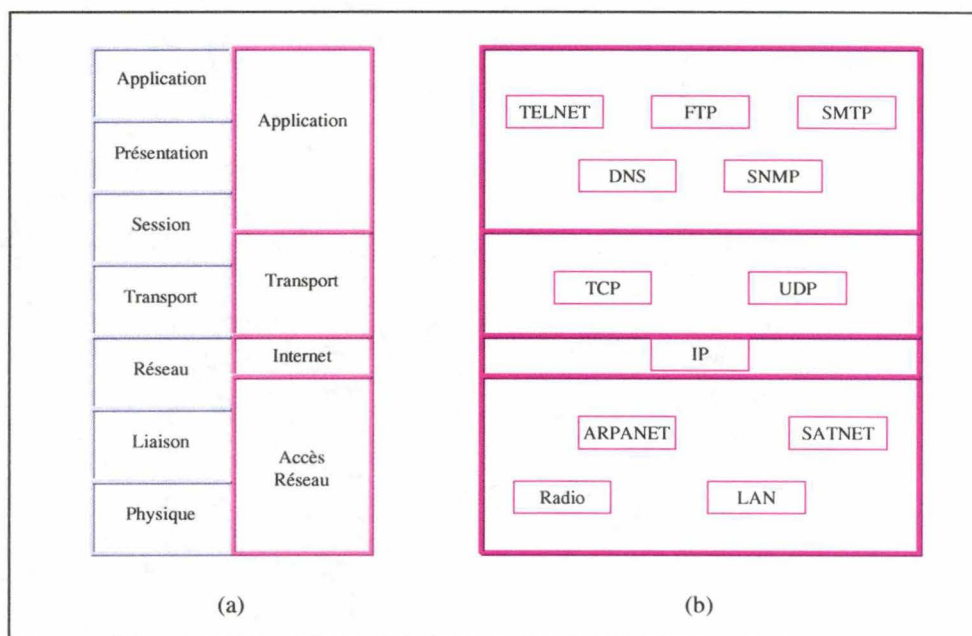 Application
Présentation
Session
Transport
Réseau
Liaison
Physique
Application
Transport
Internet
Accès
Réseau
(a)
TELNET FTP SMTP
DNS SNMP
TCP UDP
IP
ARPANET SATNET
Radio LAN
(b)